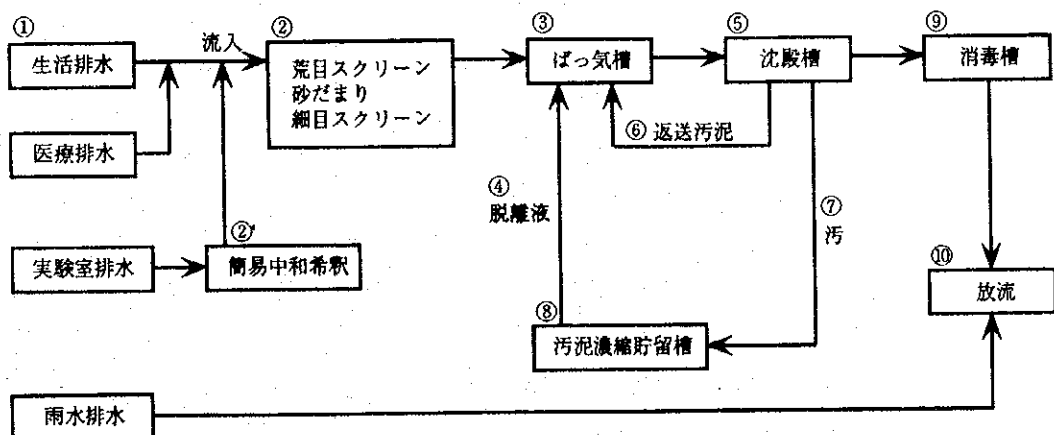 ①
生活排水
流入
②
荒目スクリーン
砂だまり
細目スクリーン
③
ばっ気槽
⑤
沈殿槽
⑨
消毒槽
医療排水
⑥ 返送汚泥
④
脱離液
⑦
汚
実験室排水
②'
簡易中和希釈
⑩
放流
⑧
汚泥濃縮貯留槽
雨水排水